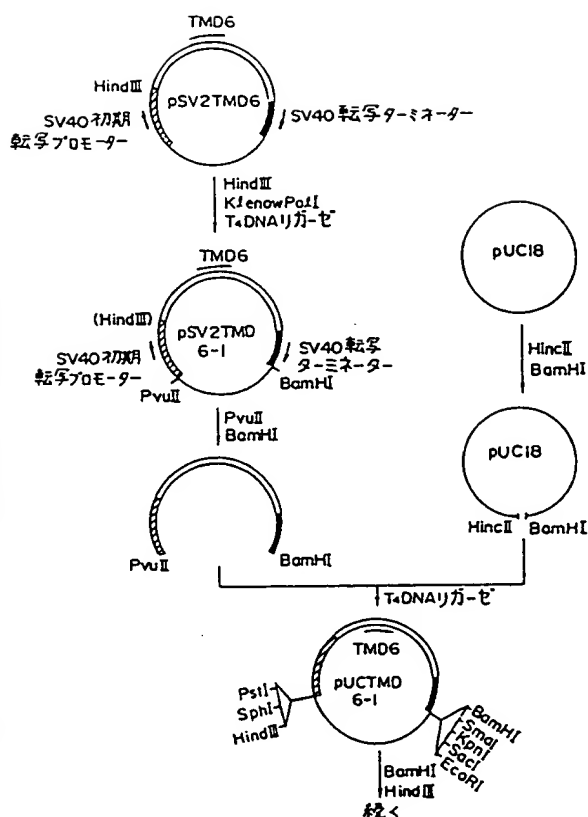 TMD6
HindIII
pSV2TMD6
SV40初期
転写プロモーター
SV40転写ターミネーター
HindIII
KlenowPolI
T4DNAリガーゼ
TMD6
(HindIII)
pSV2TMD
6-1
SV40初期
転写プロモーター
SV40転写
ターミネーター
PvuII
BamHI
PvuII
BamHI
PvuII
BamHI
pUC18
HincII
BamHI
pUC18
HincII
BamHI
T4DNAリガーゼ
TMD6
pUCTMD
6-1
PstI
SphI
HindIII
BamHI
SmaI
KpnI
SacI
EcoRI
BamHI
HindIII
続く